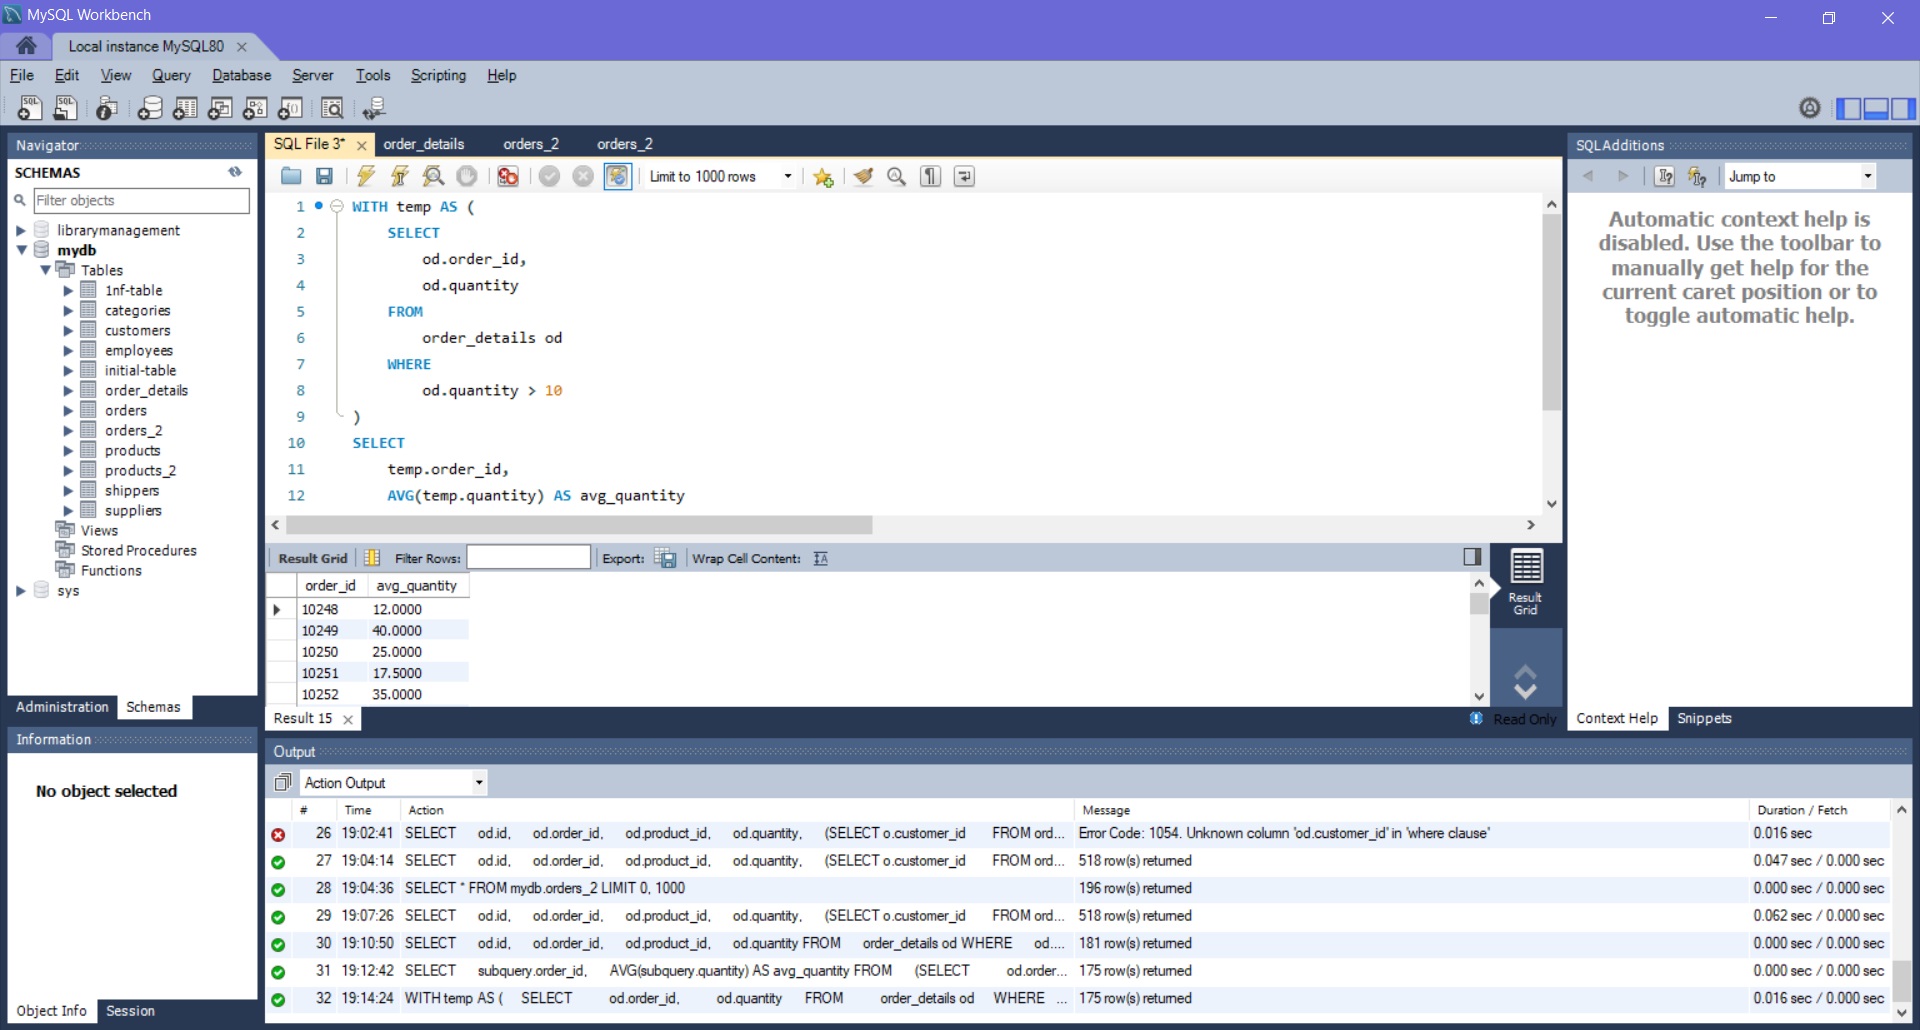 MySQL Workbench
Local instance MySQL80
File Edit View Query Database Server Tools Scripting Help
Navigator
SCHEMAS
Filter objects
librarymanagement
mydb
Tables
1nf-table
categories
customers
employees
initial-table
order_details
orders
orders_2
products
products_2
shippers
suppliers
Views
Stored Procedures
Functions
sys
Administration Schemas
Information
No object selected
Object Info Session
SQL File 3* order_details orders_2 orders_2
Limit to 1000 rows
1 WITH temp AS (
2 SELECT
3 od.order_id,
4 od.quantity
5 FROM
6 order_details od
7 WHERE
8 od.quantity > 10
9 )
10 SELECT
11 temp.order_id,
12 AVG(temp.quantity) AS avg_quantity
Result Grid Filter Rows: Export: Wrap Cell Content:
order_id avg_quantity
10248 12.0000
10249 40.0000
10250 25.0000
10251 17.5000
10252 35.0000
Result Grid
Result 15
Read Only
SQLAdditions
Jump to
Automatic context help is
disabled. Use the toolbar to
manually get help for the
current caret position or to
toggle automatic help.
Context Help Snippets
Output
Action Output
# Time Action Message Duration / Fetch
26 19:02:41 SELECT od.id, od.order_id, od.product_id, od.quantity, (SELECT o.customer_id FROM ord... Error Code: 1054. Unknown column 'od.customer_id' in 'where clause' 0.016 sec
27 19:04:14 SELECT od.id, od.order_id, od.product_id, od.quantity, (SELECT o.customer_id FROM ord... 518 row(s) returned 0.047 sec / 0.000 sec
28 19:04:36 SELECT * FROM mydb.orders_2 LIMIT 0, 1000 196 row(s) returned 0.000 sec / 0.000 sec
29 19:07:26 SELECT od.id, od.order_id, od.product_id, od.quantity, (SELECT o.customer_id FROM ord... 518 row(s) returned 0.062 sec / 0.000 sec
30 19:10:50 SELECT od.id, od.order_id, od.product_id, od.quantity FROM order_details od WHERE od.... 181 row(s) returned 0.000 sec / 0.000 sec
31 19:12:42 SELECT subquery.order_id, AVG(subquery.quantity) AS avg_quantity FROM (SELECT od.order... 175 row(s) returned 0.000 sec / 0.000 sec
32 19:14:24 WITH temp AS ( SELECT od.order_id, od.quantity FROM order_details od WHERE ... 175 row(s) returned 0.016 sec / 0.000 sec